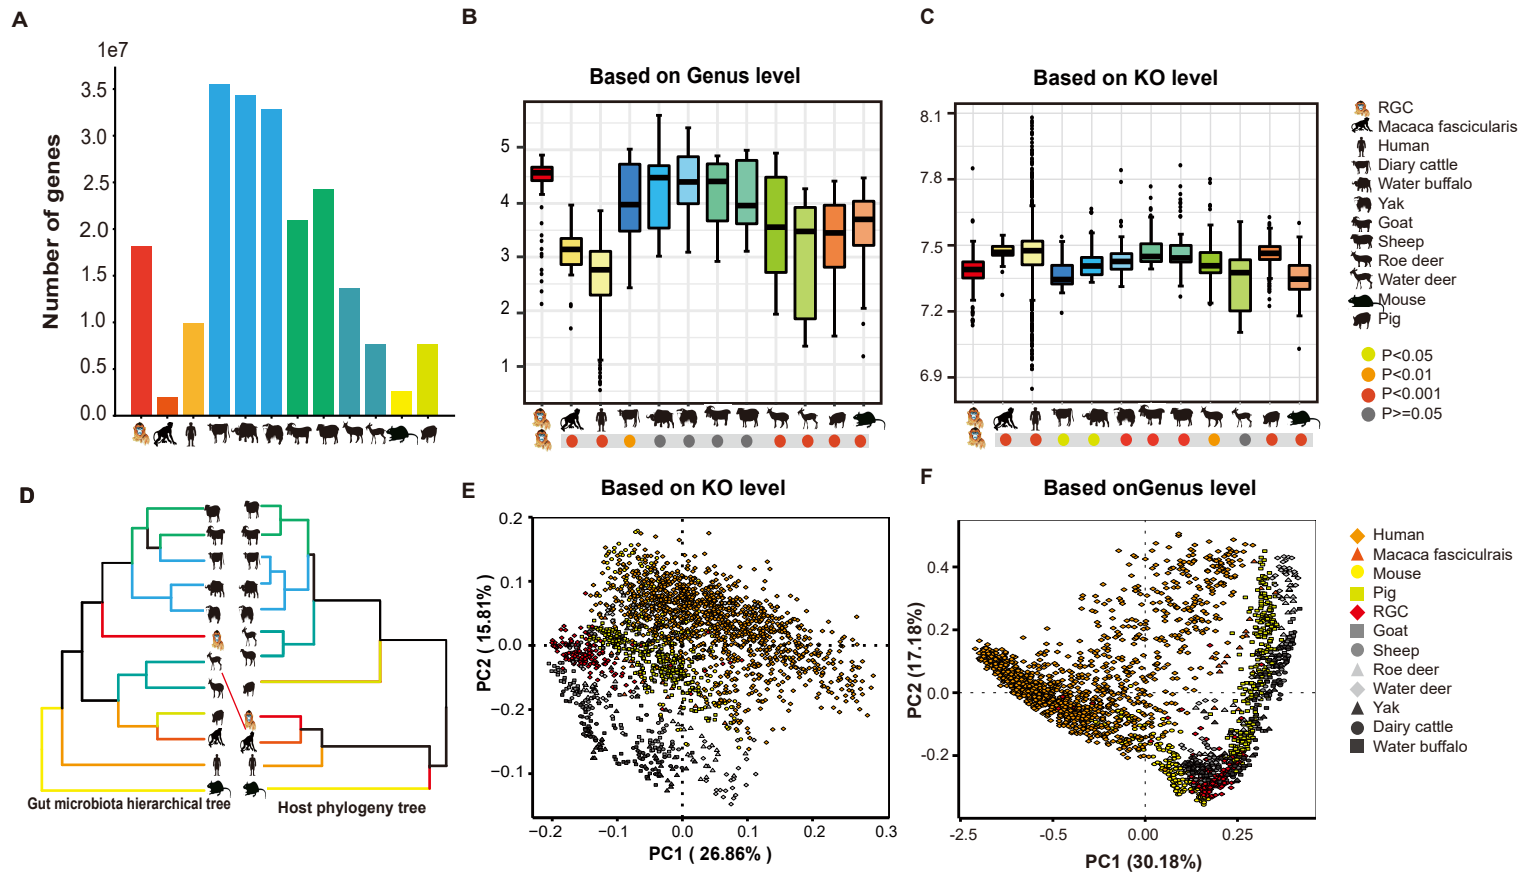 A
1e7
Number of genes
3.5
3.0
2.5
2.0
1.5
1.0
0.5
0.0
B
Based on Genus level
5
4
3
2
1
C
Based on KO level
8.1
7.8
7.5
7.2
6.9
RGC
Macaca fascicularis
Human
Diary cattle
Water buffalo
Yak
Goat
Sheep
Roe deer
Water deer
Mouse
Pig
P<0.05
P<0.01
P<0.001
P>=0.05
D
Gut microbiota hierarchical tree
Host phylogeny tree
E
Based on KO level
PC2 ( 15.81%)
0.2
0.1
0.0
−0.2
−0.1
−0.2
−0.1
0.0
0.1
0.2
0.3
PC1 ( 26.86% )
F
Based onGenus level
PC2 (17.18%)
0.4
0.2
0.0
-0.2
-2.5
-0.5
0.00
0.25
PC1 (30.18%)
Human
Macaca fasciculrais
Mouse
Pig
RGC
Goat
Sheep
Roe deer
Water deer
Yak
Dairy cattle
Water buffalo